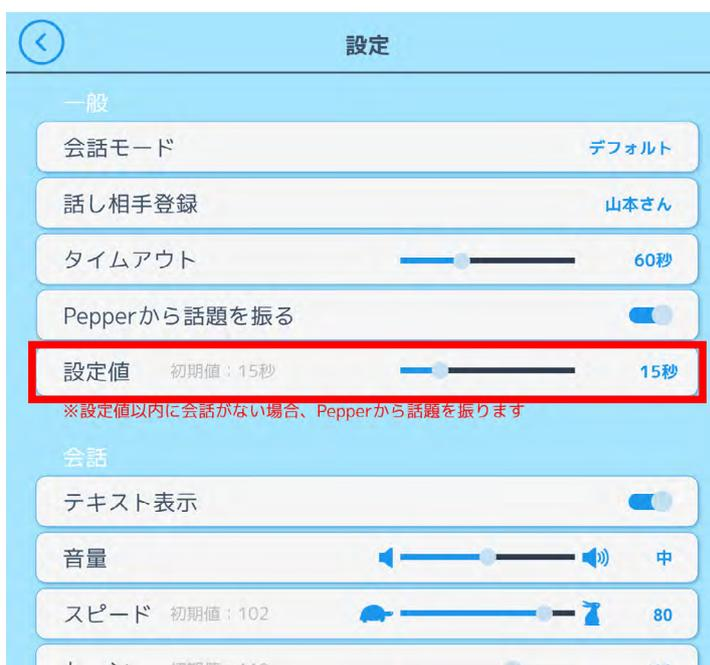 設定
一般
会話モード デフォルト
話し相手登録 山本さん
タイムアウト 60秒
Pepperから話題を振る
設定値 初期値：15秒 15秒
※設定値以内に会話がない場合、Pepperから話題を振ります
会話
テキスト表示
音量 中
スピード 初期値：102 80